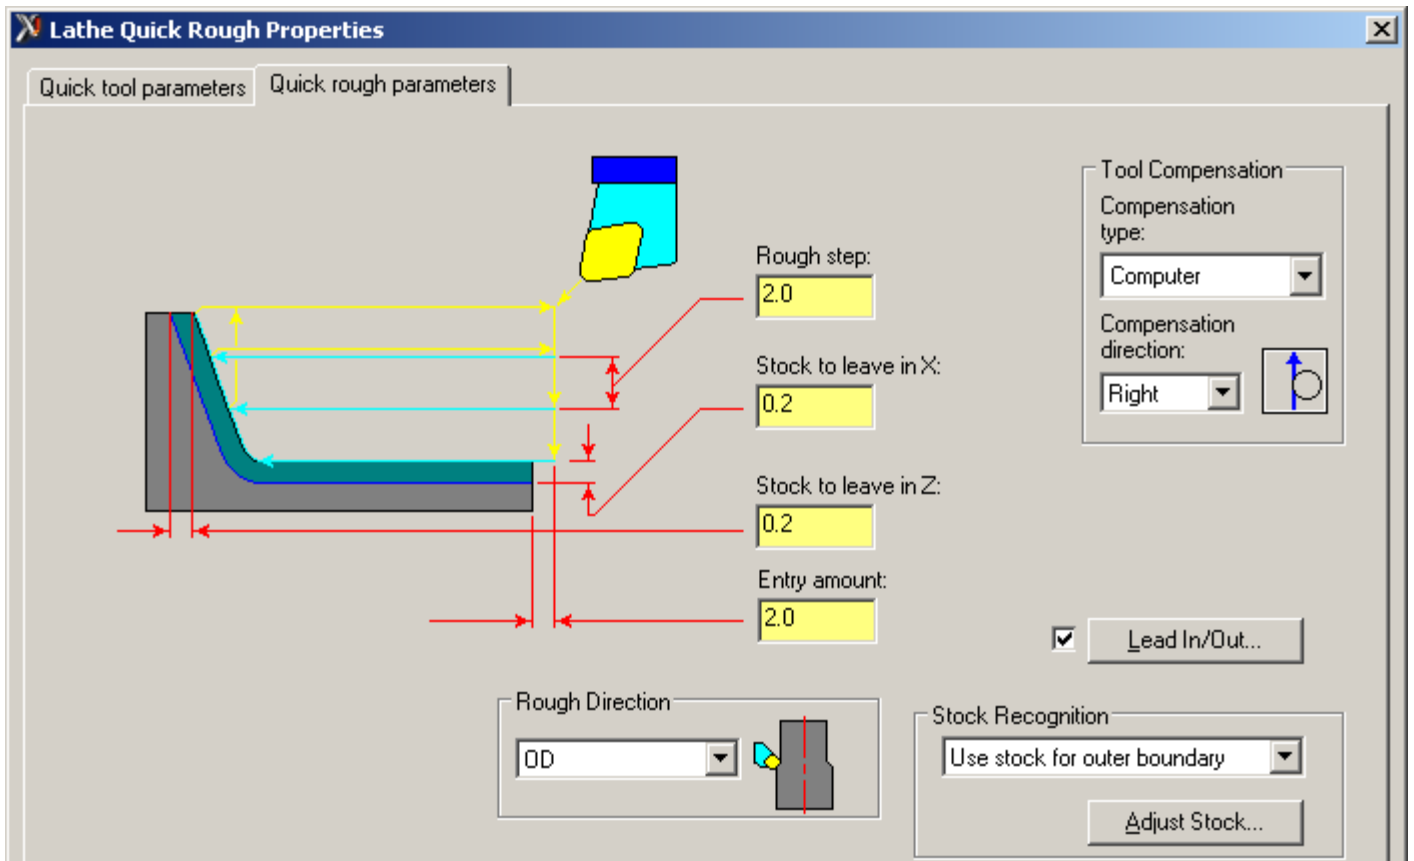 Lathe Quick Rough Properties
Quick tool parameters
Quick rough parameters
Tool Compensation
Compensation
type:
Computer
Compensation
direction:
Right
Rough step:
2.0
Stock to leave in X:
0.2
Stock to leave in Z:
0.2
Entry amount:
2.0
Lead In/Out...
Rough Direction
OD
Stock Recognition
Use stock for outer boundary
Adjust Stock...